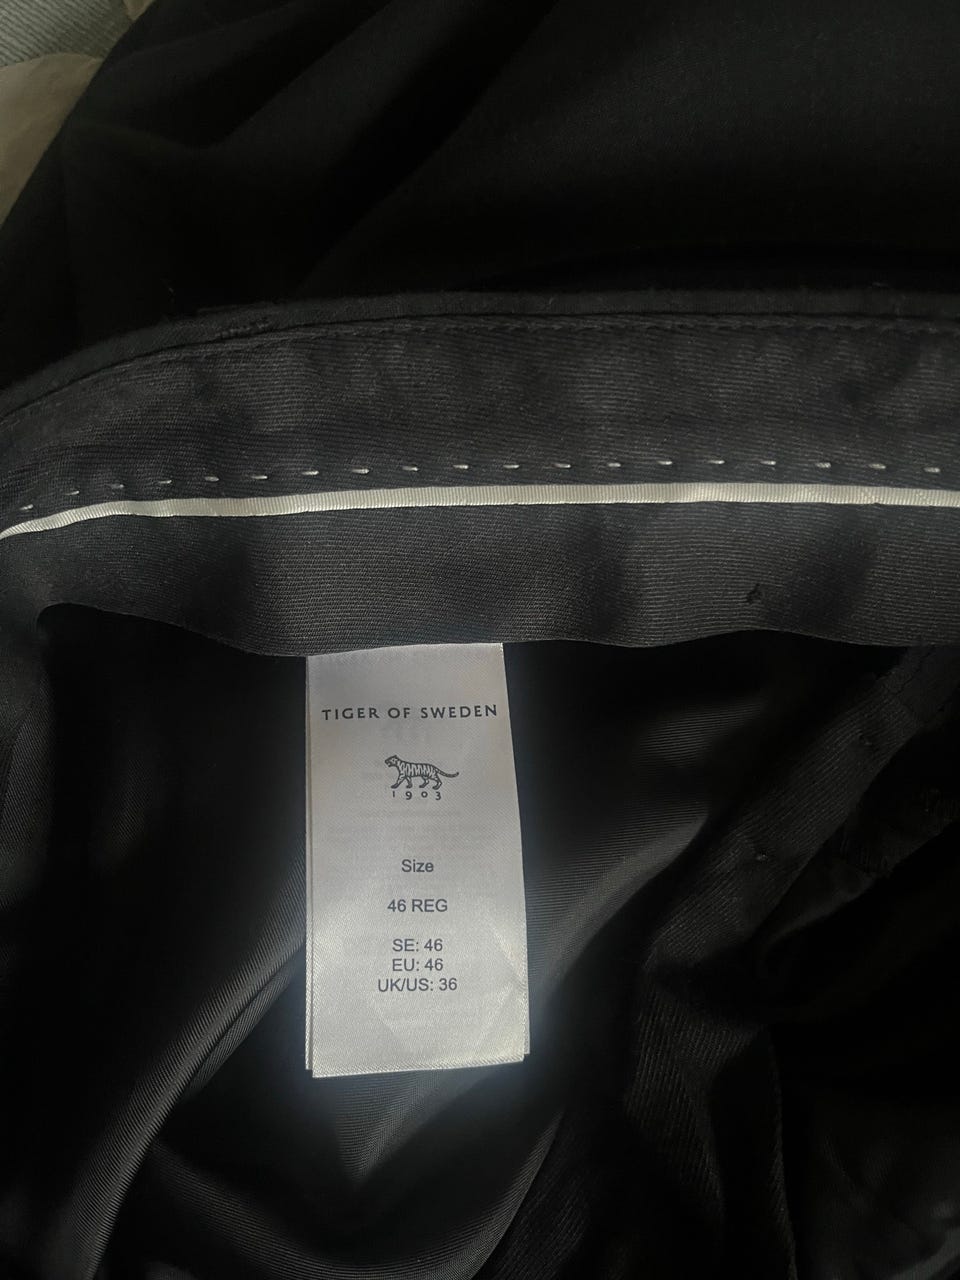 TIGER OF SWEDEN
1903
Size
46 REG
SE: 46
EU: 46
UK/US: 36